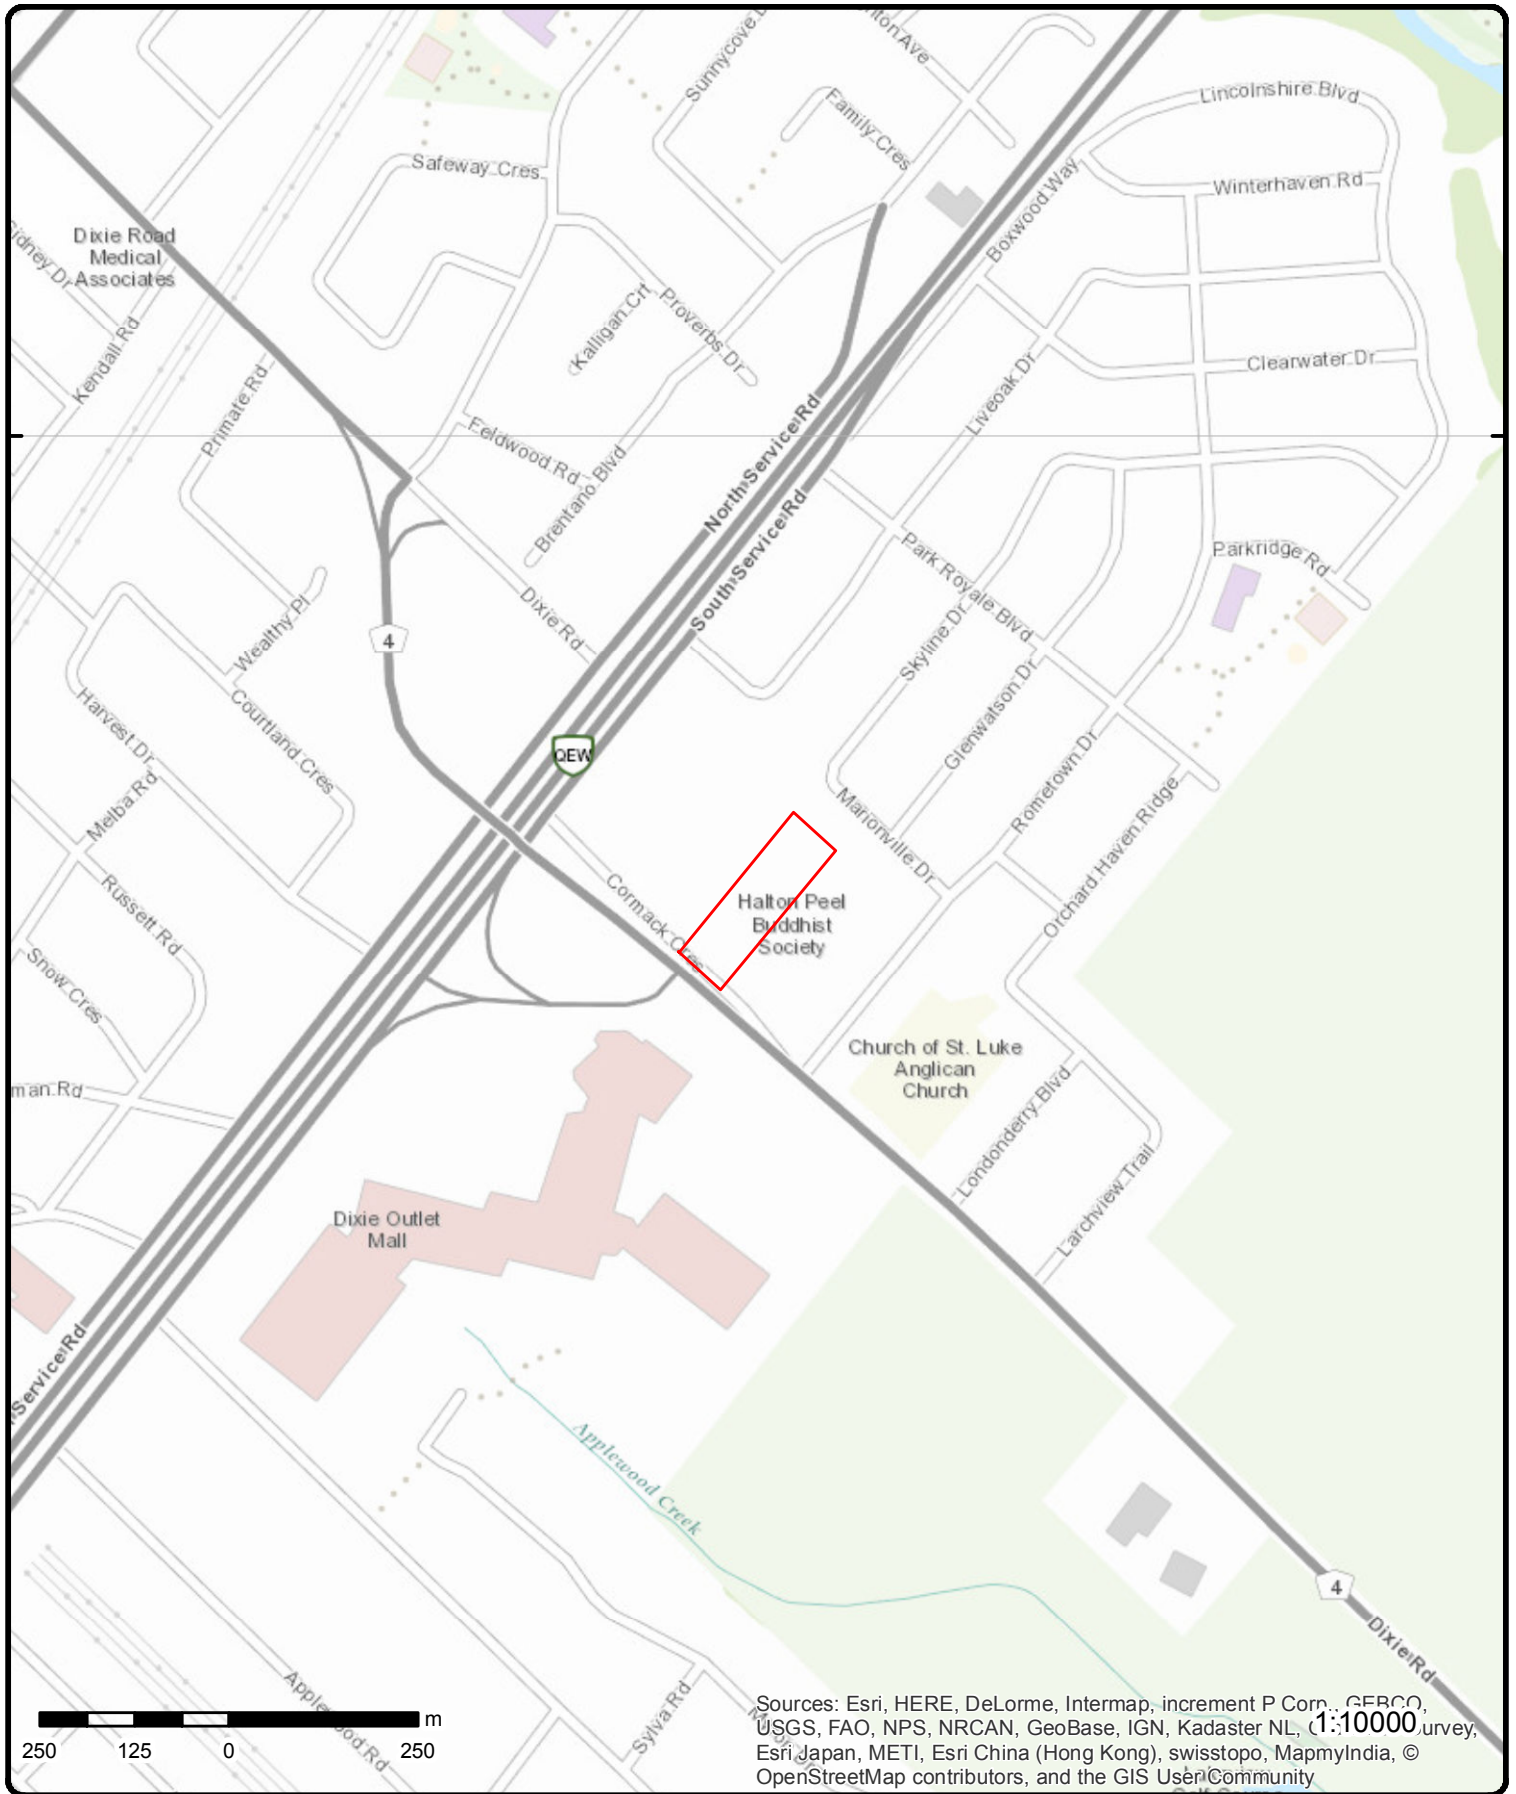 Sunnycove
nton Ave
Lincolnshire Blvd
Family Cres
Safeway Cres
Winterhaven Rd
Boxwood Way
Dixie Road
Medical
Associates
Sidney Dr
Kendall Rd
Kalligan Crt
Proverbs Dr
Clearwater Dr
Liveoak Dr
Primate Rd
Feldwood Rd
Brentano Blvd
North Service Rd
South Service Rd
Park Royale Blvd
Parkridge Rd
Dixie Rd
Wealthy Pl
4
Skyline Dr
Glenwatson Dr
Harvest Dr
Courtland Cres
QEW
Rometown Dr
Melba Rd
Marionville Dr
Orchard Haven Ridge
Russett Rd
Cormack Cres
Halton Peel
Buddhist
Society
Show Cres
Church of St. Luke
Anglican
Church
man Rd
Londonderry Blvd
Larchview Trail
Dixie Outlet
Mall
Service Rd
Applewood Creek
4
Dixie Rd
Applewood Rd
Sylva Rd
250 125 0 250
m
Sources: Esri, HERE, DeLorme, Intermap, increment P Corp., GEBCO,
USGS, FAO, NPS, NRCAN, GeoBase, IGN, Kadaster NL, urvey,
1:10000
Esri Japan, METI, Esri China (Hong Kong), swisstopo, MapmyIndia, ©
OpenStreetMap contributors, and the GIS User Community